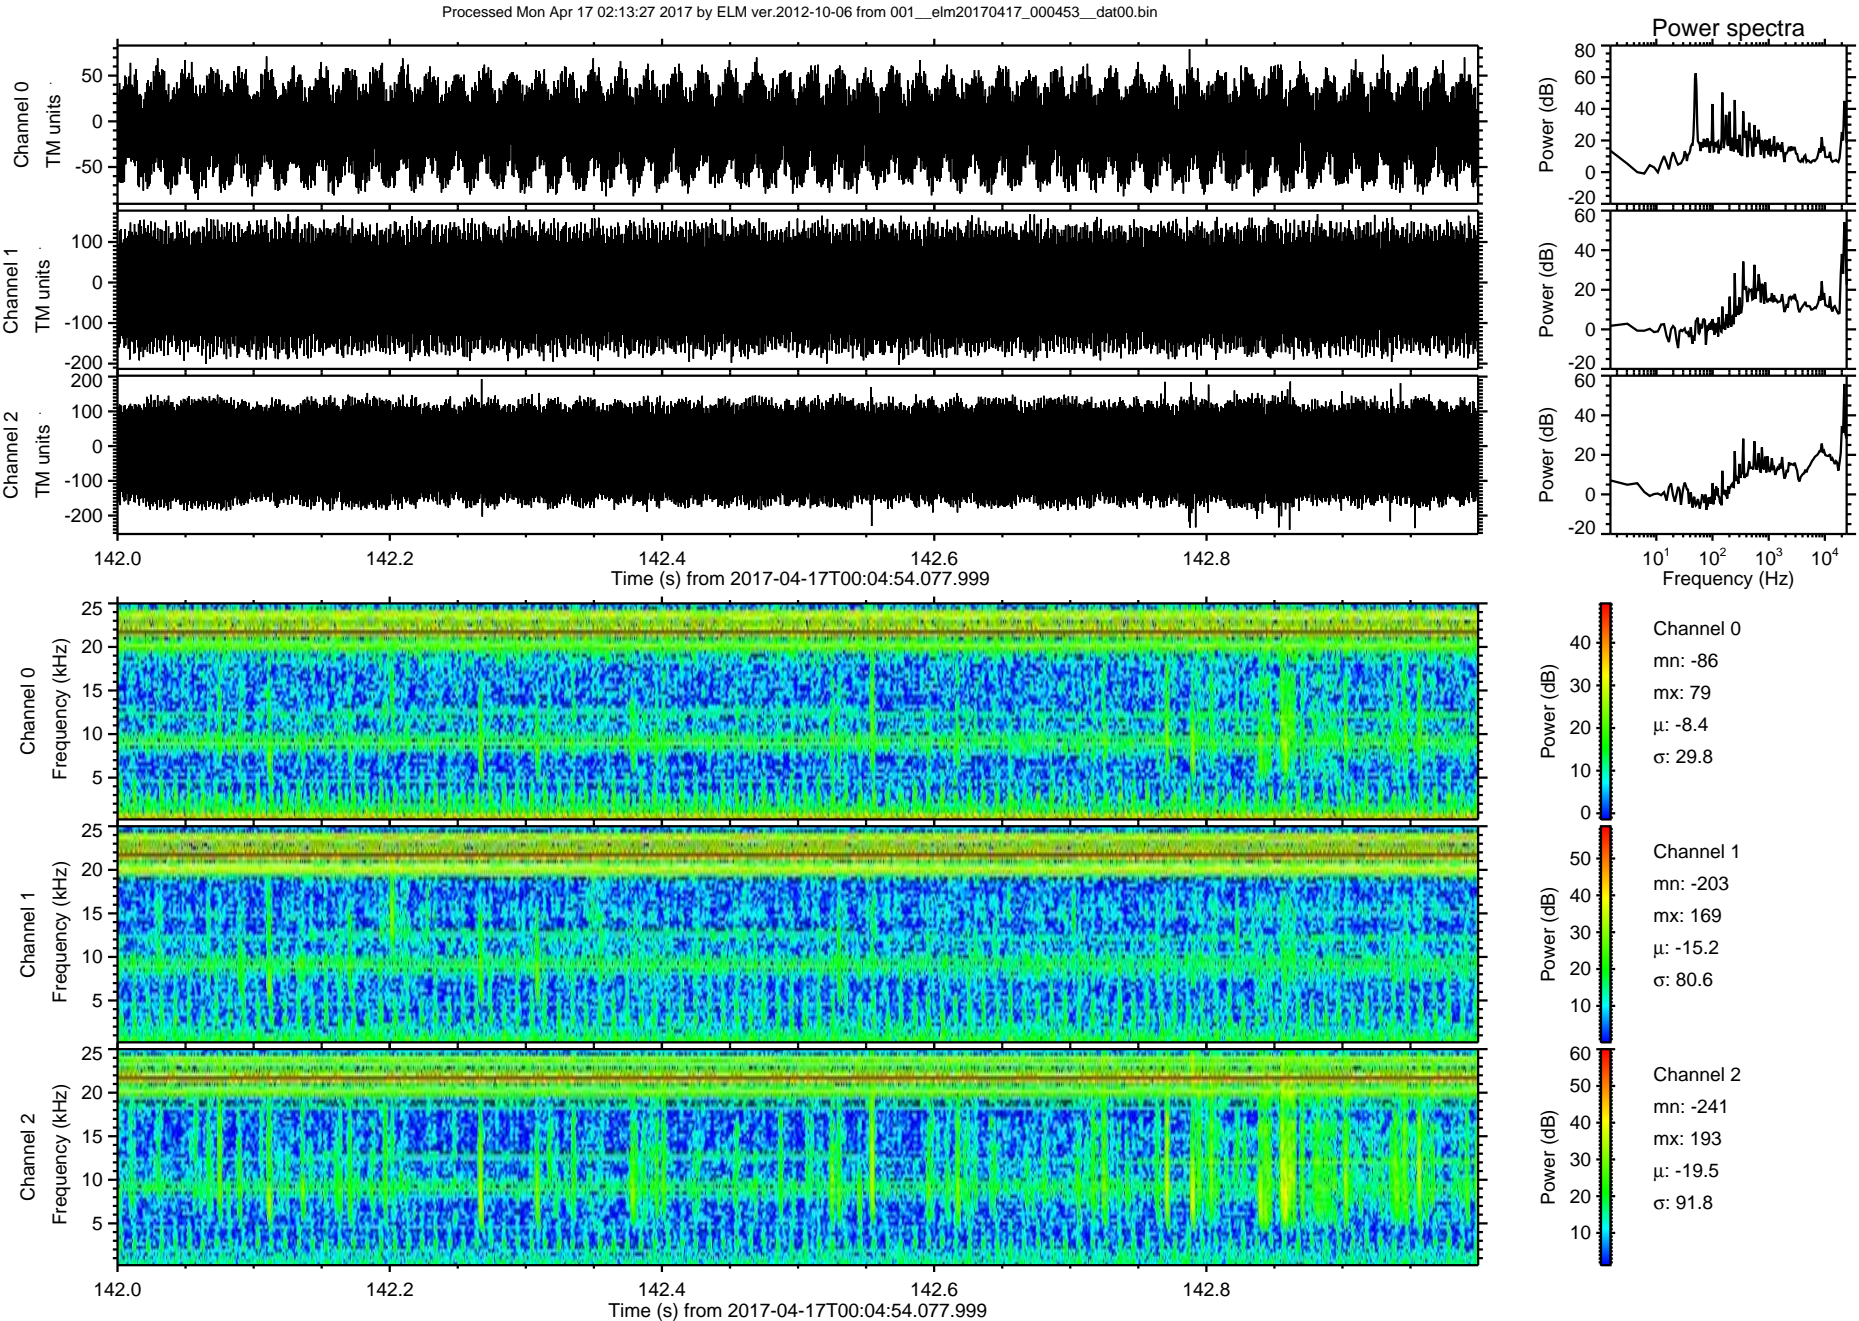 Processed Mon Apr 17 02:13:27 2017 by ELM ver.2012-10-06 from 001__elm20170417_000453__dat00.bin
Power spectra
Channel 0
TM units
50
0
-50
Power (dB)
80
60
40
20
0
-20
Channel 1
TM units
100
0
-100
-200
Power (dB)
60
40
20
0
-20
Channel 2
TM units
200
100
0
-100
-200
Power (dB)
60
40
20
0
-20
142.0 142.2 142.4 142.6 142.8
Time (s) from 2017-04-17T00:04:54.077.999
10^1 10^2 10^3 10^4
Frequency (Hz)
Channel 0
Frequency (kHz)
25
20
15
10
5
Power (dB)
40
30
20
10
0
Channel 0
mn: -86
mx: 79
μ: -8.4
σ: 29.8
Channel 1
Frequency (kHz)
25
20
15
10
5
Power (dB)
50
40
30
20
10
Channel 1
mn: -203
mx: 169
μ: -15.2
σ: 80.6
Channel 2
Frequency (kHz)
25
20
15
10
5
Power (dB)
60
50
40
30
20
10
Channel 2
mn: -241
mx: 193
μ: -19.5
σ: 91.8
142.0 142.2 142.4 142.6 142.8
Time (s) from 2017-04-17T00:04:54.077.999